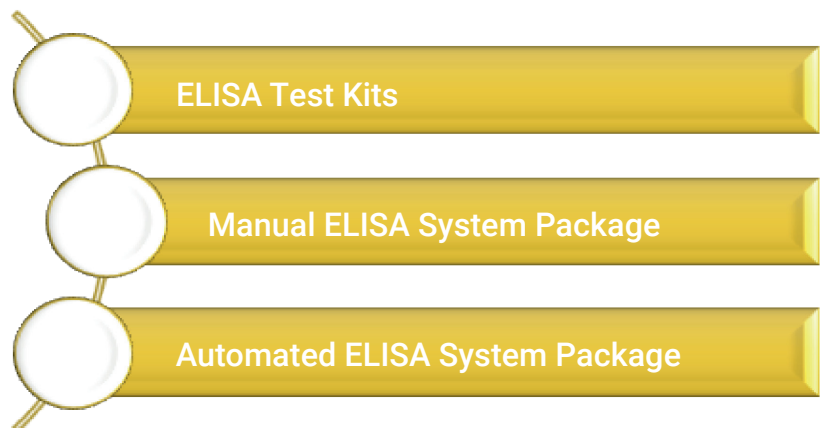 ELISA Test Kits
Manual ELISA System Package
Automated ELISA System Package